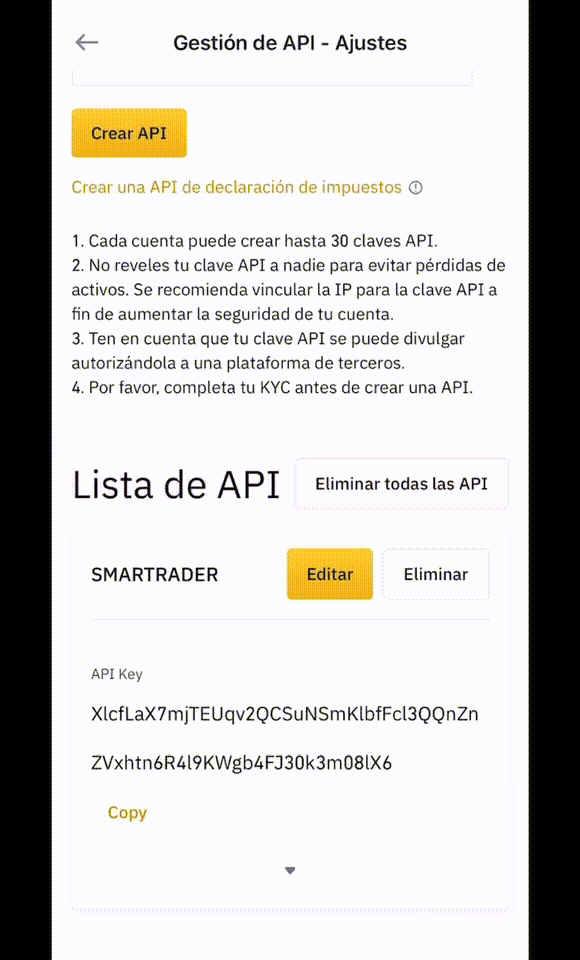 Gestión de API - Ajustes
Crear API
Crear una API de declaración de impuestos
1. Cada cuenta puede crear hasta 30 claves API.
2. No reveles tu clave API a nadie para evitar pérdidas de
activos. Se recomienda vincular la IP para la clave API a
fin de aumentar la seguridad de tu cuenta.
3. Ten en cuenta que tu clave API se puede divulgar
autorizándola a una plataforma de terceros.
4. Por favor, completa tu KYC antes de crear una API.
Lista de API
Eliminar todas las API
SMARTRADER
Editar
Eliminar
API Key
XlcfLaX7mjTEUqv2QCSuNSmKlbfFcl3QQnZn
ZVxhtn6R4l9KWgb4FJ30k3m08lX6
Copy